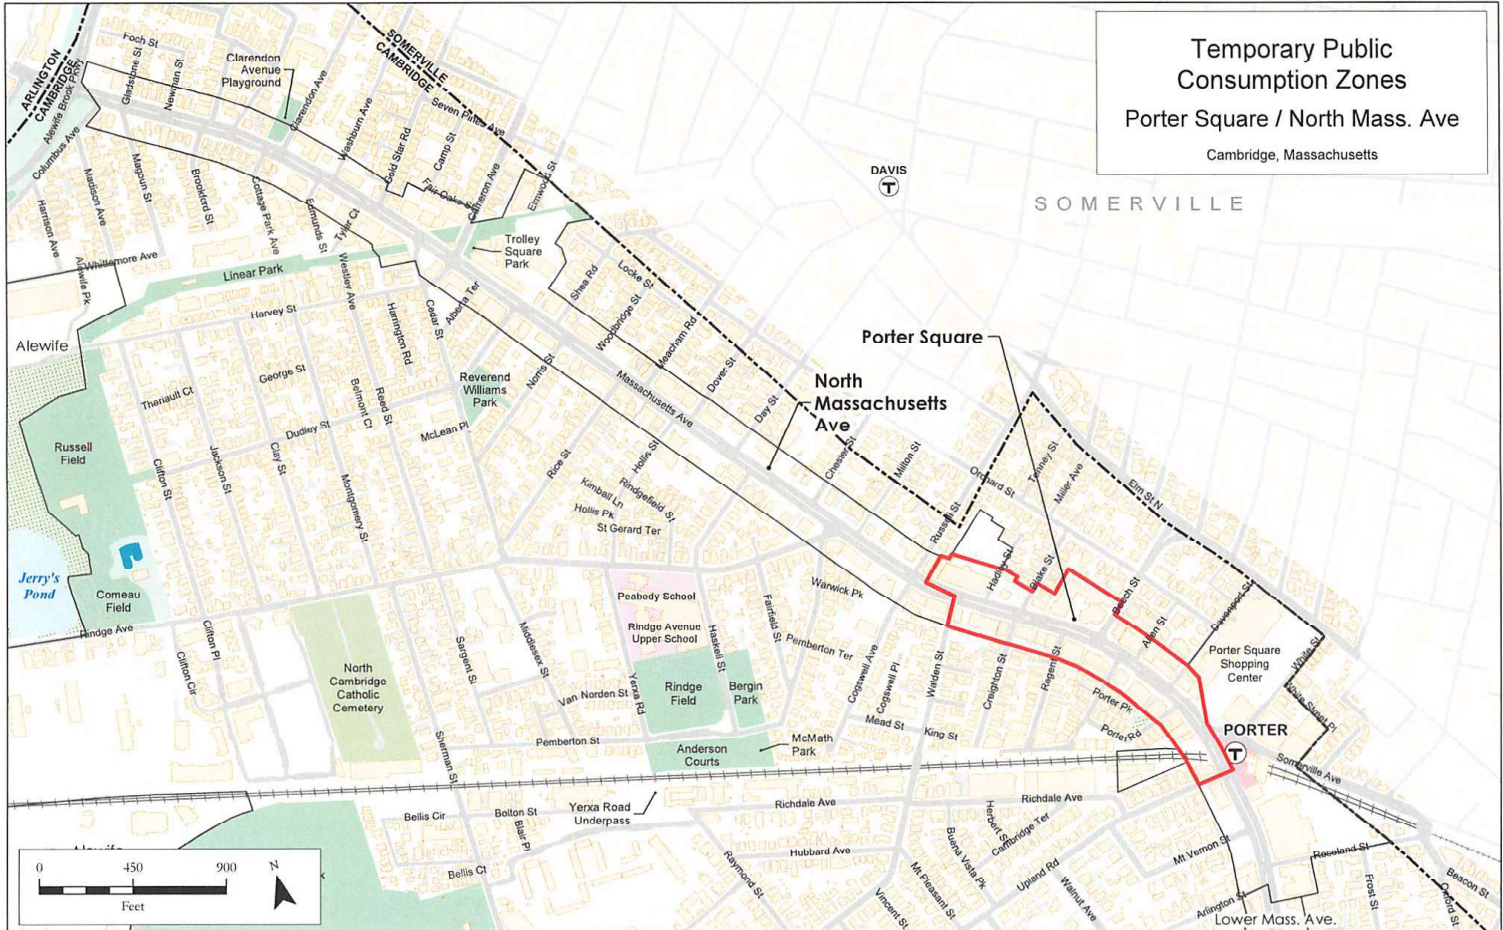 Temporary Public
Consumption Zones
Porter Square / North Mass. Ave
Cambridge, Massachusetts
ARLINGTON
CAMBRIDGE
SOMERVILLE
CAMBRIDGE
Foch St
Gladstone St
Newman St
Clarendon
Avenue
Playground
Clarendon Ave
Washburn Ave
Seven Pines Ave
Gold Star Rd
Camp St
Fair Oaks St
Cameron Ave
Elmwood St
Alewife Brook Pkwy
Columbus Ave
Madison Ave
Magoun St
Brookford St
Cottage Park Ave
Edmunds St
Tyler Ct
Harrison Ave
Whittemore Ave
Alewife Pk
Linear Park
Westley Ave
Trolley
Square
Park
DAVIS
T
SOMERVILLE
Shea Rd
Locke St
Woodbridge St
Meacham Rd
Dover St
Day St
Harvey St
Harrington Rd
Cedar St
Alberta Ter
Alewife
George St
Theriault Ct
Belmont Ct
Reed St
Reverend
Williams
Park
Norris St
Massachusetts Ave
North
Massachusetts
Ave
Porter Square
Dudley St
McLean Pl
Russell
Field
Clifton St
Jackson St
Clay St
Montgomery St
Rice St
Hollis St
Kimball Ln
Rindgefield St
Hollis Pk
St Gerard Ter
Chester St
Milton St
Orchard St
Tenney St
Miller Ave
Elm St N
Russell St
Jerry's
Pond
Comeau
Field
Rindge Ave
Clifton Pl
Clifton Cir
North
Cambridge
Catholic
Cemetery
Peabody School
Rindge Avenue
Upper School
Warwick Pk
Hadley St
Blake St
Beech St
Allen St
Davenport St
White St
White Street Pl
Porter Square
Shopping
Center
Sargent St
Middlesex St
Haskell St
Fairfield St
Pemberton Ter
Cogswell Ave
Cogswell Pl
Walden St
Creighton St
Regent St
Van Norden St
Yerxa Rd
Rindge
Field
Bergin
Park
Mead St
King St
Porter Pk
Porter Rd
Sherman St
Pemberton St
Anderson
Courts
McMath
Park
PORTER
T
Somerville Ave
Yerxa Road
Underpass
Richdale Ave
Richdale Ave
Bellis Cir
Bolton St
Blair Pl
Herbert St
Cambridge Ter
Buena Vista Pk
Hubbard Ave
Bellis Ct
Raymond St
Vincent St
Mt Pleasant St
Upland Rd
Walnut Ave
Mt Vernon St
Arlington St
Roseland St
Frost St
Beacon St
Oxford St
Lower Mass. Ave.
Alewife
0 450 900
Feet
N